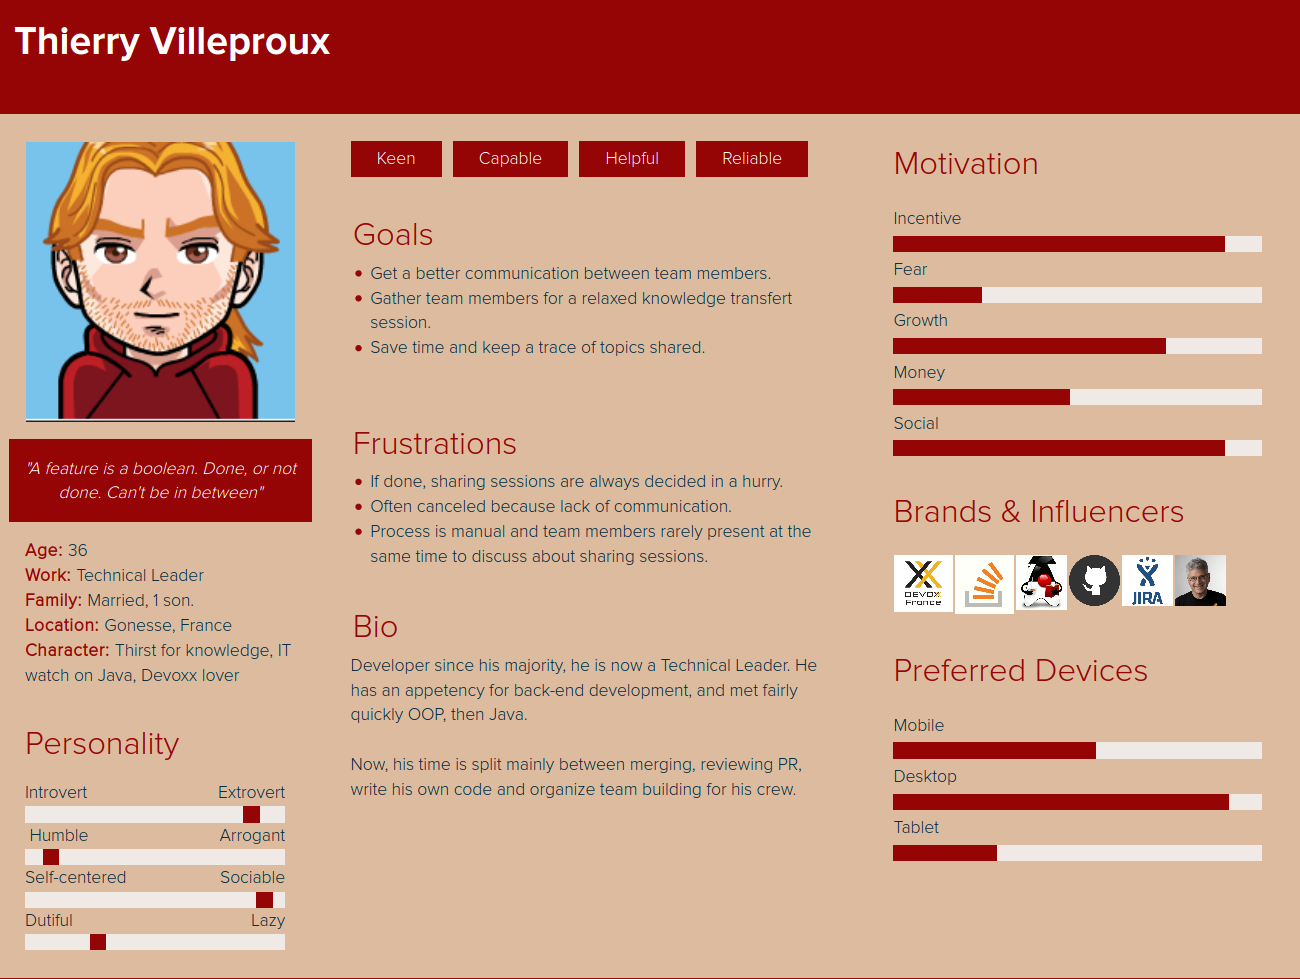 Thierry Villeproux
Keen
Capable
Helpful
Reliable
Goals
Get a better communication between team members.
Gather team members for a relaxed knowledge transfert
session.
Save time and keep a trace of topics shared.
Frustrations
If done, sharing sessions are always decided in a hurry.
Often canceled because lack of communication.
Process is manual and team members rarely present at the
same time to discuss about sharing sessions.
Bio
Developer since his majority, he is now a Technical Leader. He
has an appetency for back-end development, and met fairly
quickly OOP, then Java.
Now, his time is split mainly between merging, reviewing PR,
write his own code and organize team building for his crew.
"A feature is a boolean. Done, or not
done. Can't be in between"
Age: 36
Work: Technical Leader
Family: Married, 1 son.
Location: Gonesse, France
Character: Thirst for knowledge, IT
watch on Java, Devoxx lover
Personality
Introvert Extrovert
Humble Arrogant
Self-centered Sociable
Dutiful Lazy
Motivation
Incentive
Fear
Growth
Money
Social
Brands & Influencers
DEVOXX
France
JIRA
Preferred Devices
Mobile
Desktop
Tablet